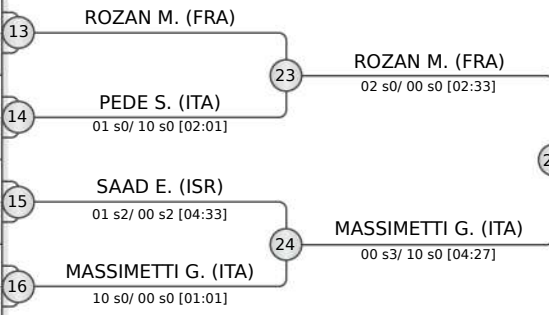 13
ROZAN M. (FRA)
23
ROZAN M. (FRA)
02 s0/ 00 s0 [02:33]
14
PEDE S. (ITA)
01 s0/ 10 s0 [02:01]
15
SAAD E. (ISR)
01 s2/ 00 s2 [04:33]
24
MASSIMETTI G. (ITA)
00 s3/ 10 s0 [04:27]
16
MASSIMETTI G. (ITA)
10 s0/ 00 s0 [01:01]